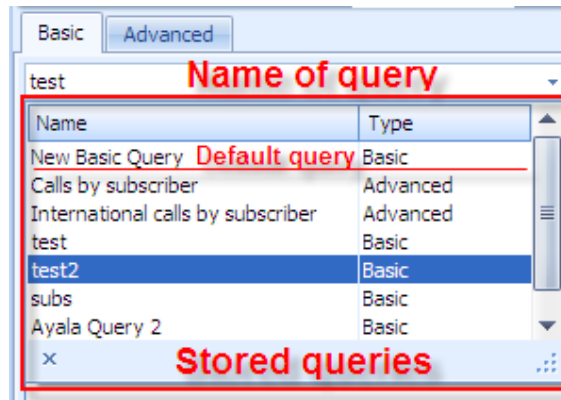 Basic Advanced
test Name of query
Name Type
New Basic Query Default query Basic
Calls by subscriber Advanced
International calls by subscriber Advanced
test Basic
test2 Basic
subs Basic
Ayala Query 2 Basic
Stored queries